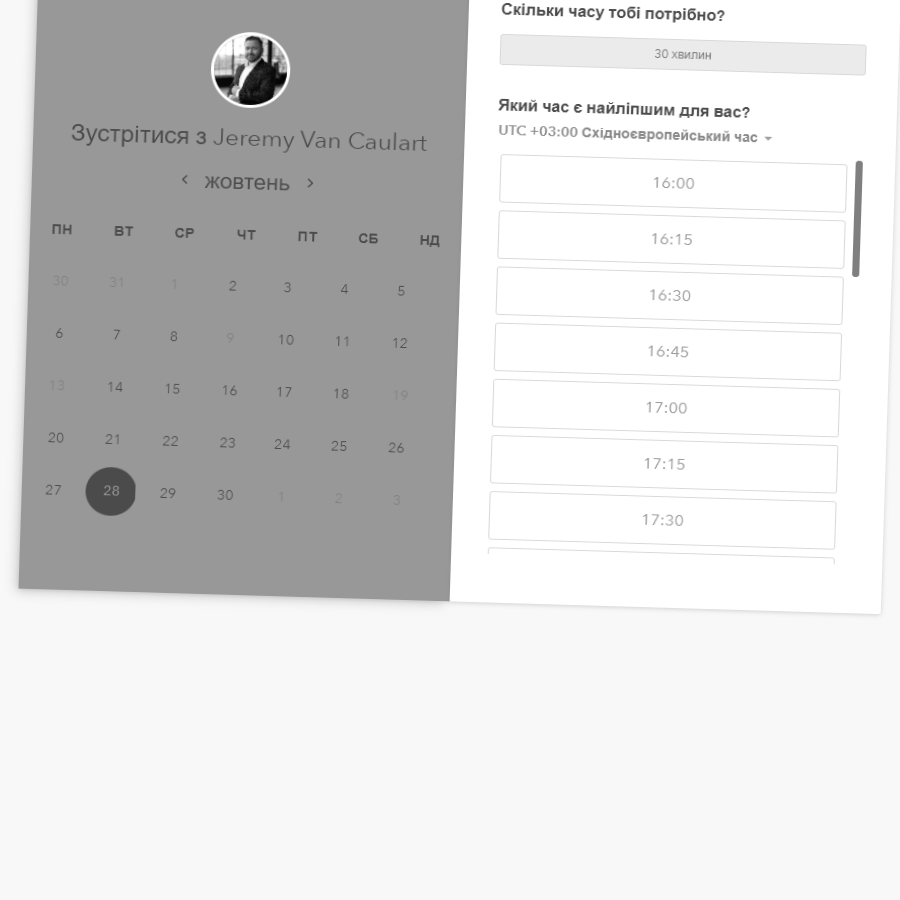 Зустрітися з Jeremy Van Caulart
жовтень
ПН ВТ СР ЧТ ПТ СБ НД
30 31 1 2 3 4 5
6 7 8 9 10 11 12
13 14 15 16 17 18 19
20 21 22 23 24 25 26
27 28 29 30 1 2 3
Скільки часу тобі потрібно?
30 хвилин
Який час є найліпшим для вас?
UTC +03:00 Східноєвропейський час
16:00
16:15
16:30
16:45
17:00
17:15
17:30